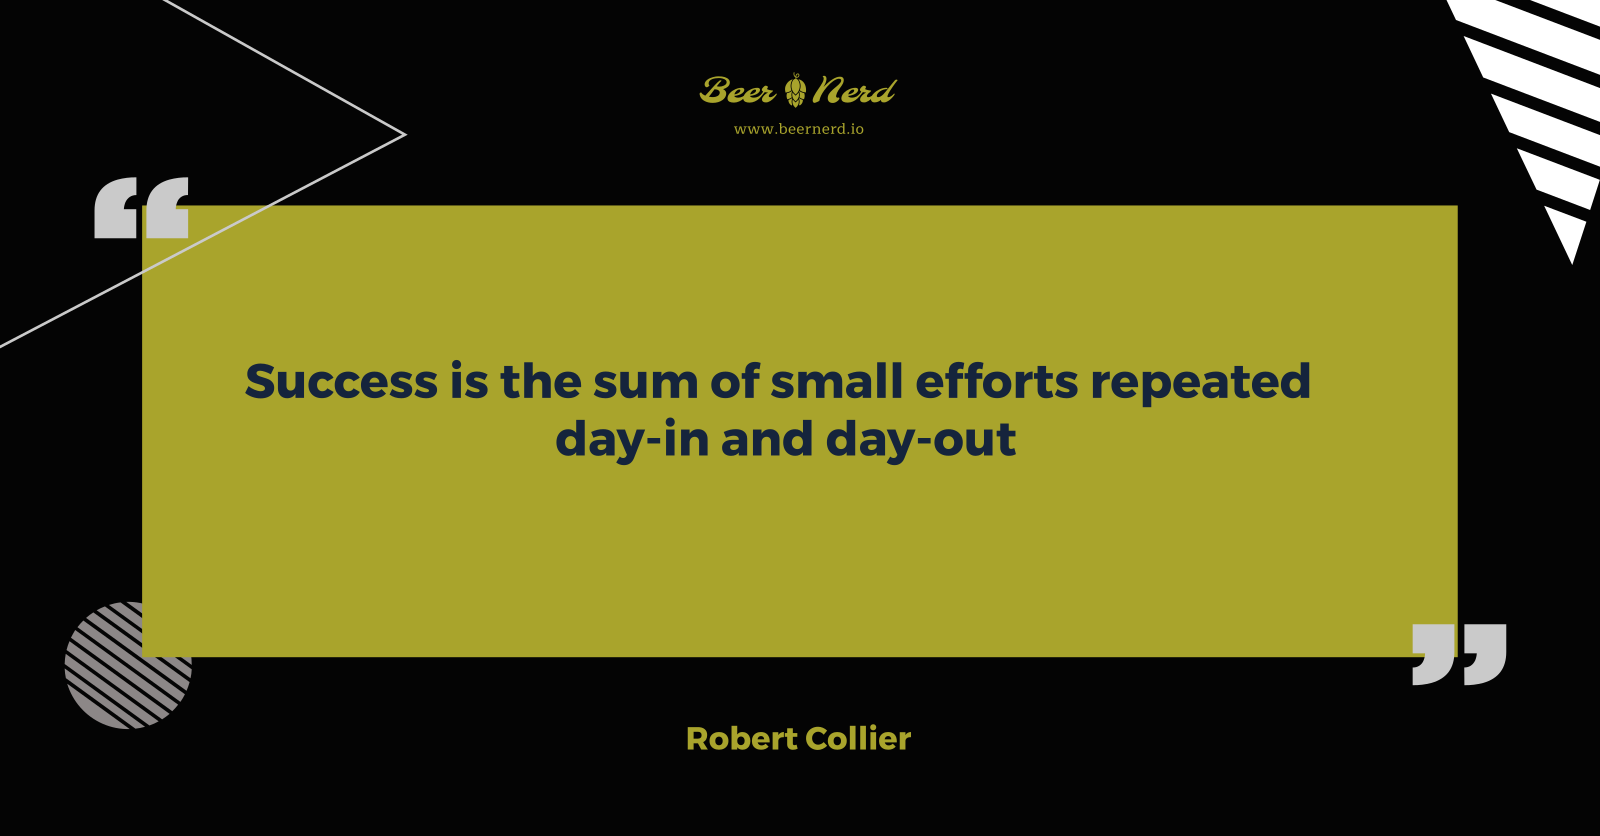 Beer Nerd
www.beernerd.io
“
Success is the sum of small efforts repeated
day-in and day-out
”
Robert Collier